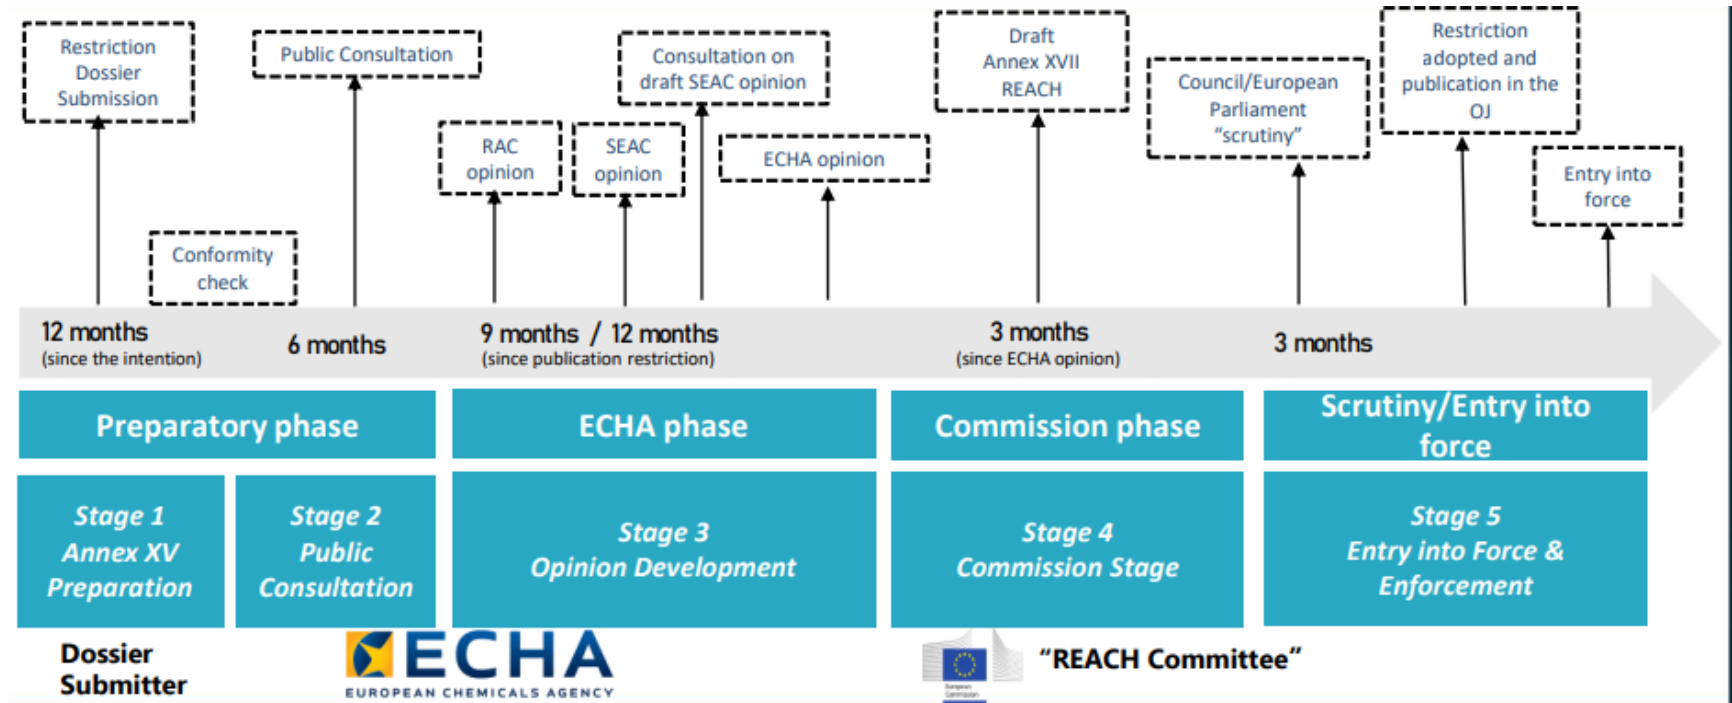 Restriction
Dossier
Submission
Conformity
check
Public Consultation
RAC
opinion
SEAC
opinion
Consultation on
draft SEAC opinion
ECHA opinion
Draft
Annex XVII
REACH
Council/European
Parliament
“scrutiny”
Restriction
adopted and
publication in the
OJ
Entry into
force
12 months
(since the intention)
6 months
9 months / 12 months
(since publication restriction)
3 months
(since ECHA opinion)
3 months
Preparatory phase
ECHA phase
Commission phase
Scrutiny/Entry into
force
Stage 1
Annex XV
Preparation
Stage 2
Public
Consultation
Stage 3
Opinion Development
Stage 4
Commission Stage
Stage 5
Entry into Force &
Enforcement
Dossier
Submitter
ECHA
EUROPEAN CHEMICALS AGENCY
European
Commission
“REACH Committee”